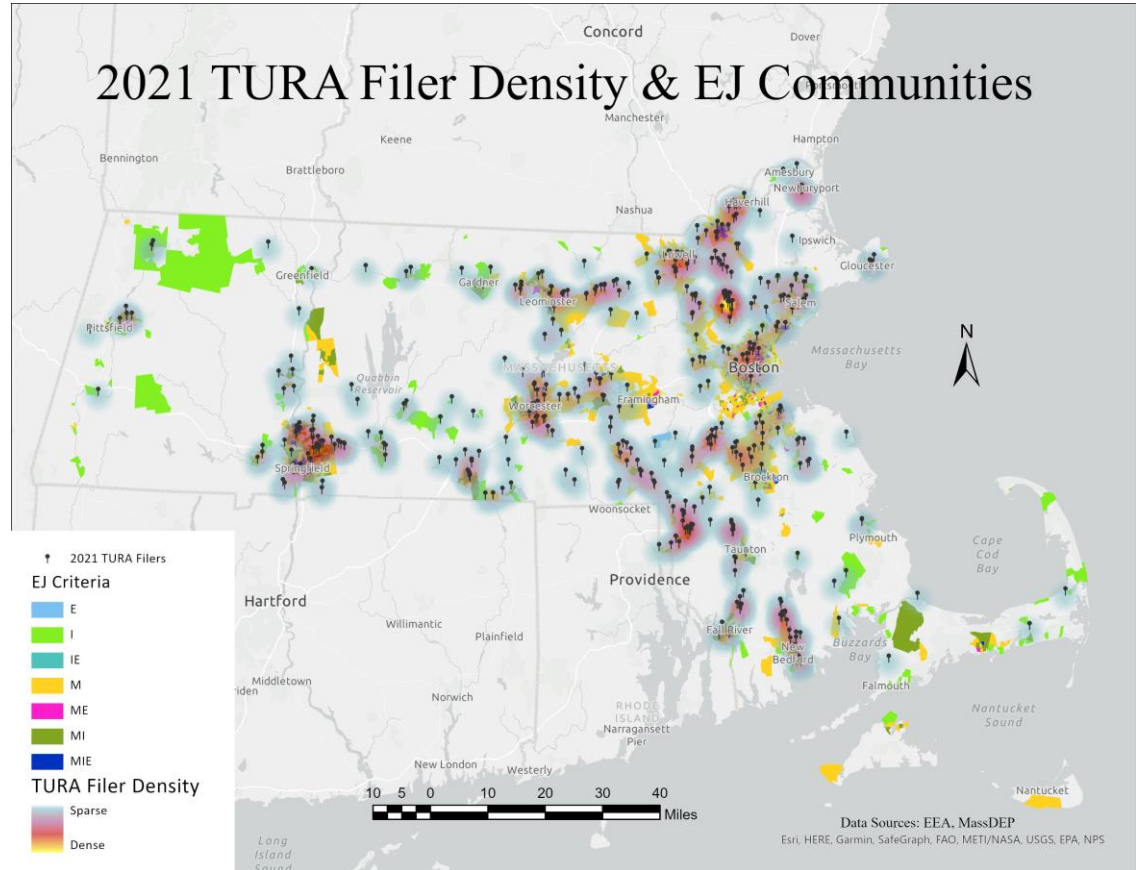 Concord
Dover
2021 TURA Filer Density & EJ Communities
Manchester
Hampton
Keene
Bennington
Brattleboro
Amesbury
Newburyport
Haverhill
Nashua
Ipswich
Lowell
Gloucester
Greenfield
Gardner
Leominster
Salem
Pittsfield
N
Massachusetts
Bay
MASSACHUSETTS
Boston
Quabbin
Reservoir
Worcester
Framingham
Springfield
Brockton
Woonsocket
Plymouth
Cape
Cod
Bay
Taunton
Providence
Hartford
Willimantic
Plainfield
Fall River
New
Bedford
Buzzards
Bay
Middletown
Falmouth
Norwich
Nantucket
Sound
RHODE
ISLAND
Narragansett
Pier
New London
Westerly
Nantucket
10 5 0 10 20 30 40
Miles
Long
Island
Sound
2021 TURA Filers
EJ Criteria
E
I
IE
M
ME
MI
MIE
TURA Filer Density
Sparse
Dense
Data Sources: EEA, MassDEP
Esri, HERE, Garmin, SafeGraph, FAO, METI/NASA, USGS, EPA, NPS